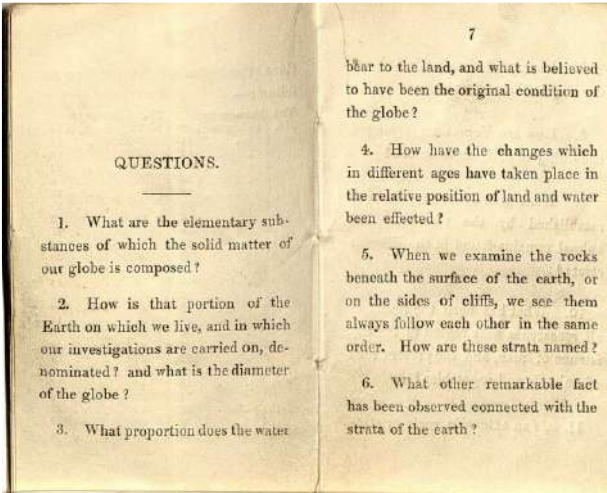 QUESTIONS.
1. What are the elementary sub-
stances of which the solid matter of
our globe is composed?
2. How is that portion of the
Earth on which we live, and in which
our investigations are carried on, de-
nominated? and what is the diameter
of the globe?
3. What proportion does the water
7
bear to the land, and what is believed
to have been the original condition of
the globe?
4. How have the changes which
in different ages have taken place in
the relative position of land and water
been effected?
5. When we examine the rocks
beneath the surface of the earth, or
on the sides of cliffs, we see them
always follow each other in the same
order. How are these strata named?
6. What other remarkable fact
has been observed connected with the
strata of the earth?